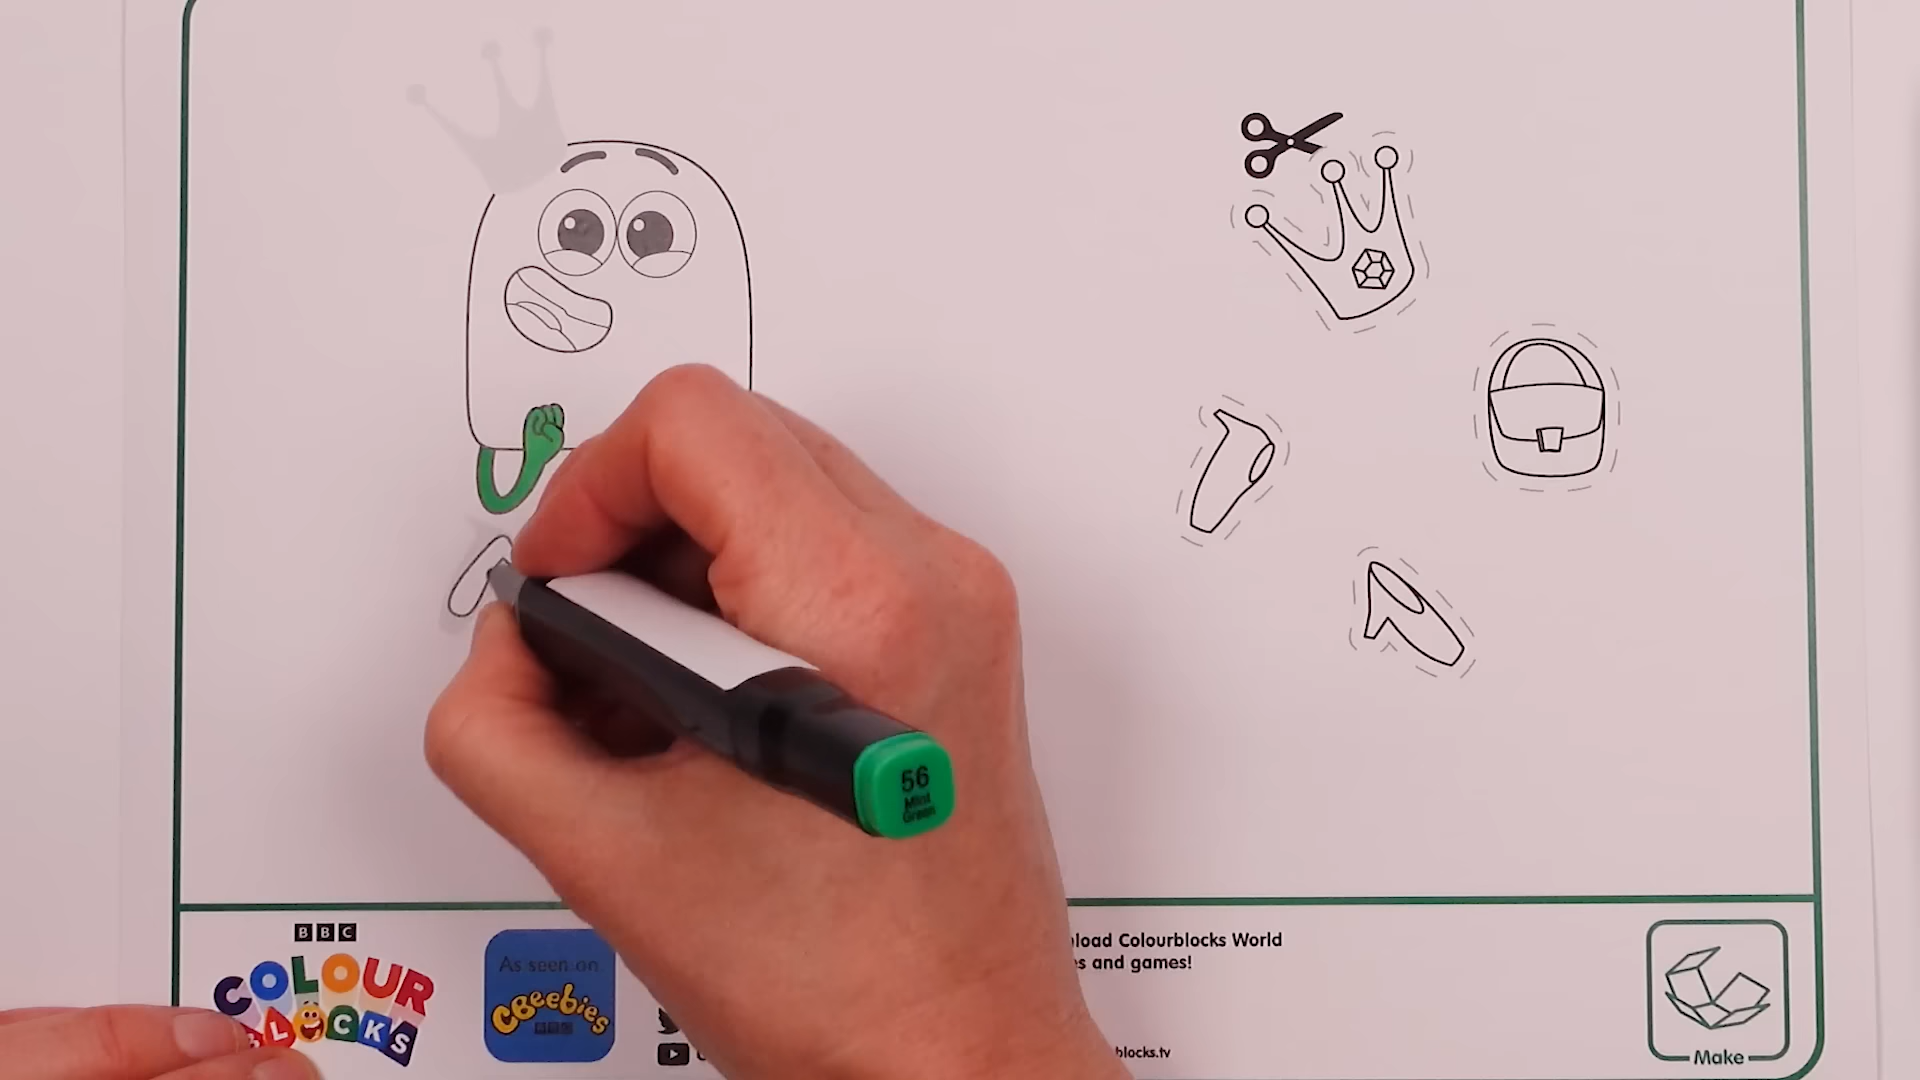 56
Mint
Green
BBC
COLOUR
BLOCKS
As seen on
CBeebies
BBC
load Colourblocks World
s and games!
blocks.tv
Make